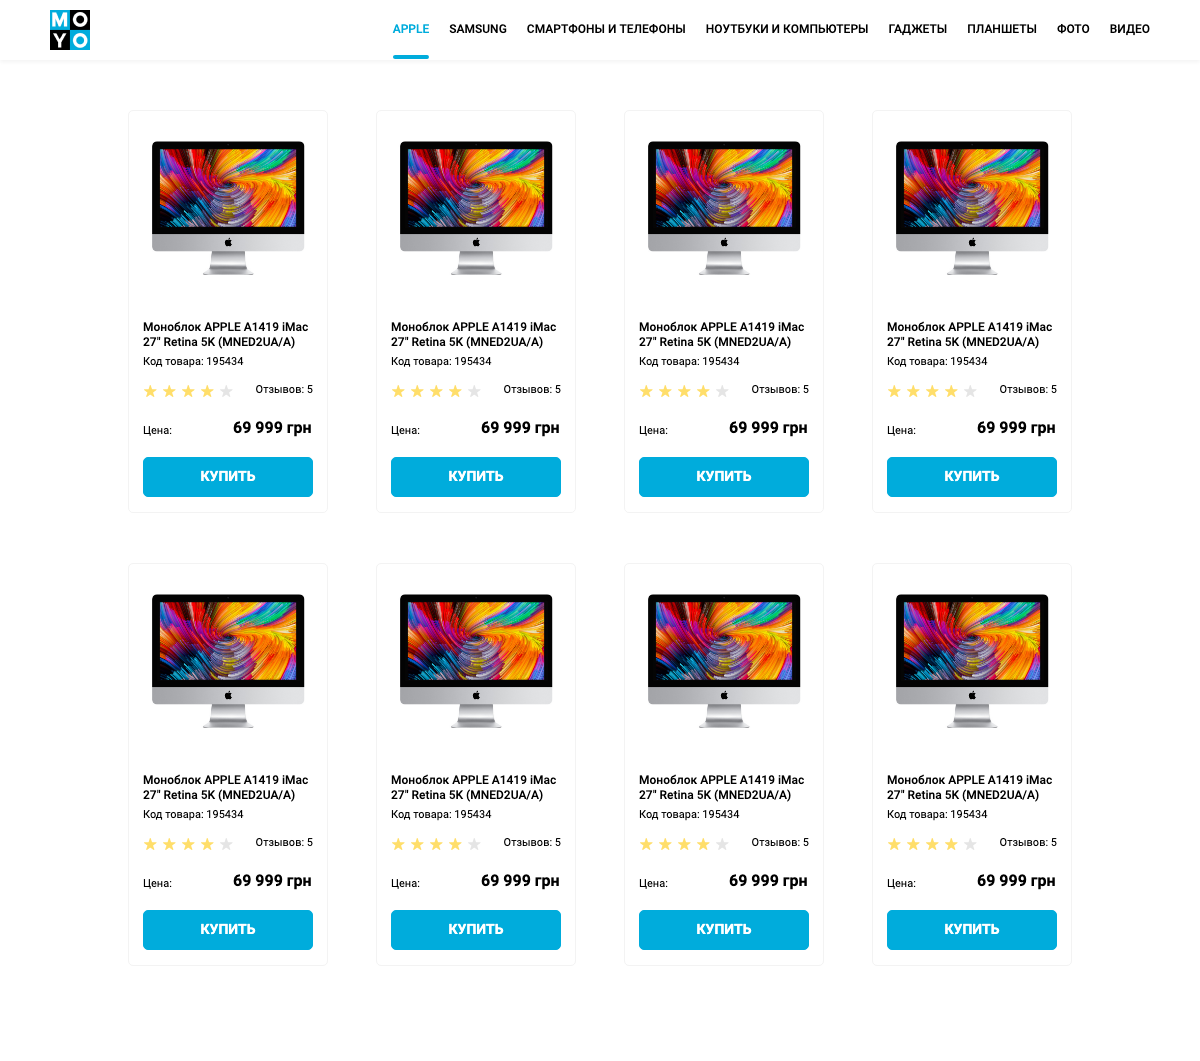 MO
YO
APPLE SAMSUNG СМАРТФОНЫ И ТЕЛЕФОНЫ НОУТБУКИ И КОМПЬЮТЕРЫ ГАДЖЕТЫ ПЛАНШЕТЫ ФОТО ВИДЕО
Моноблок APPLE A1419 iMac
27" Retina 5K (MNED2UA/A)
Код товара: 195434
Отзывов: 5
Цена: 69 999 грн
КУПИТЬ
Моноблок APPLE A1419 iMac
27" Retina 5K (MNED2UA/A)
Код товара: 195434
Отзывов: 5
Цена: 69 999 грн
КУПИТЬ
Моноблок APPLE A1419 iMac
27" Retina 5K (MNED2UA/A)
Код товара: 195434
Отзывов: 5
Цена: 69 999 грн
КУПИТЬ
Моноблок APPLE A1419 iMac
27" Retina 5K (MNED2UA/A)
Код товара: 195434
Отзывов: 5
Цена: 69 999 грн
КУПИТЬ
Моноблок APPLE A1419 iMac
27" Retina 5K (MNED2UA/A)
Код товара: 195434
Отзывов: 5
Цена: 69 999 грн
КУПИТЬ
Моноблок APPLE A1419 iMac
27" Retina 5K (MNED2UA/A)
Код товара: 195434
Отзывов: 5
Цена: 69 999 грн
КУПИТЬ
Моноблок APPLE A1419 iMac
27" Retina 5K (MNED2UA/A)
Код товара: 195434
Отзывов: 5
Цена: 69 999 грн
КУПИТЬ
Моноблок APPLE A1419 iMac
27" Retina 5K (MNED2UA/A)
Код товара: 195434
Отзывов: 5
Цена: 69 999 грн
КУПИТЬ